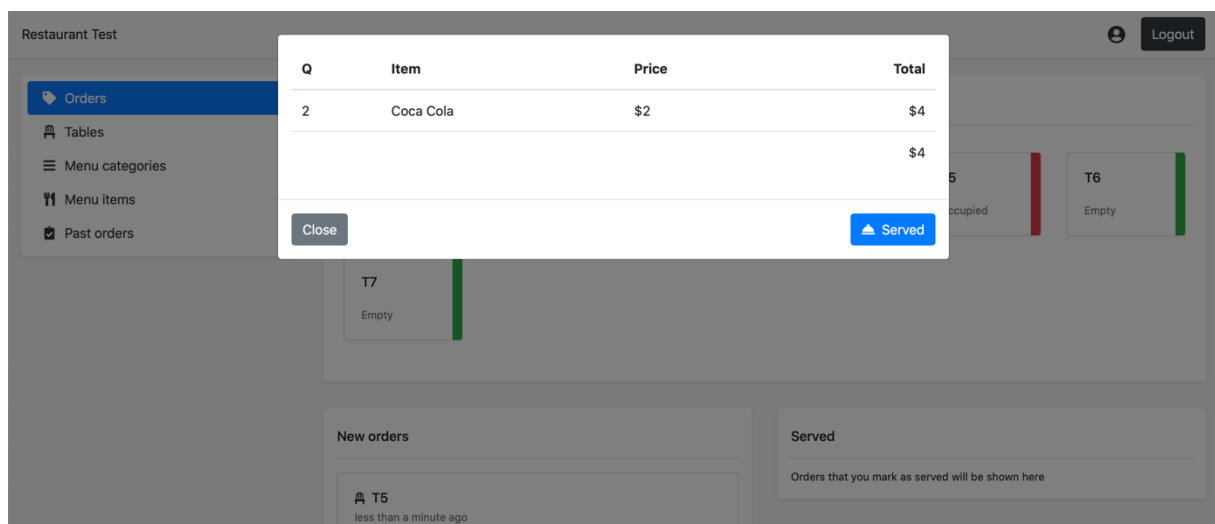 Restaurant Test
Logout
Orders
Tables
Menu categories
Menu items
Past orders
Q Item Price Total
2 Coca Cola $2 $4
$4
Close
Served
5
ccupied
T6
Empty
T7
Empty
New orders
T5
less than a minute ago
Served
Orders that you mark as served will be shown here